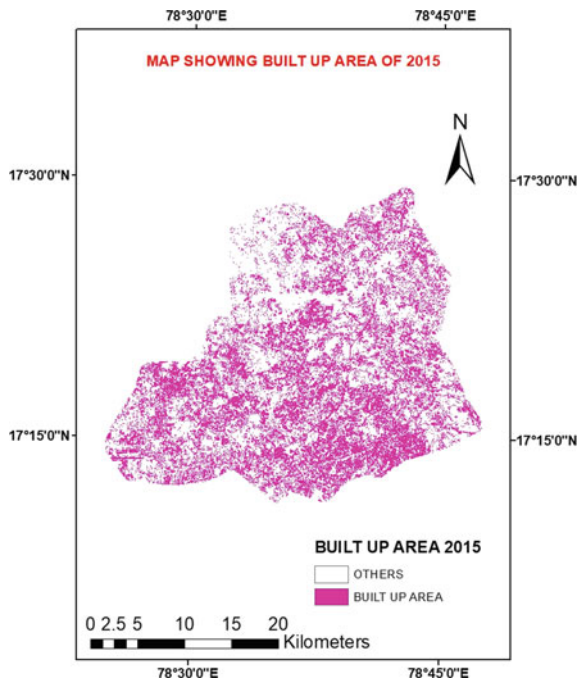 78°30'0"E 78°45'0"E
MAP SHOWING BUILT UP AREA OF 2015
N
17°30'0"N 17°30'0"N
17°15'0"N 17°15'0"N
BUILT UP AREA 2015
OTHERS
BUILT UP AREA
0 2.5 5 10 15 20
Kilometers
78°30'0"E 78°45'0"E